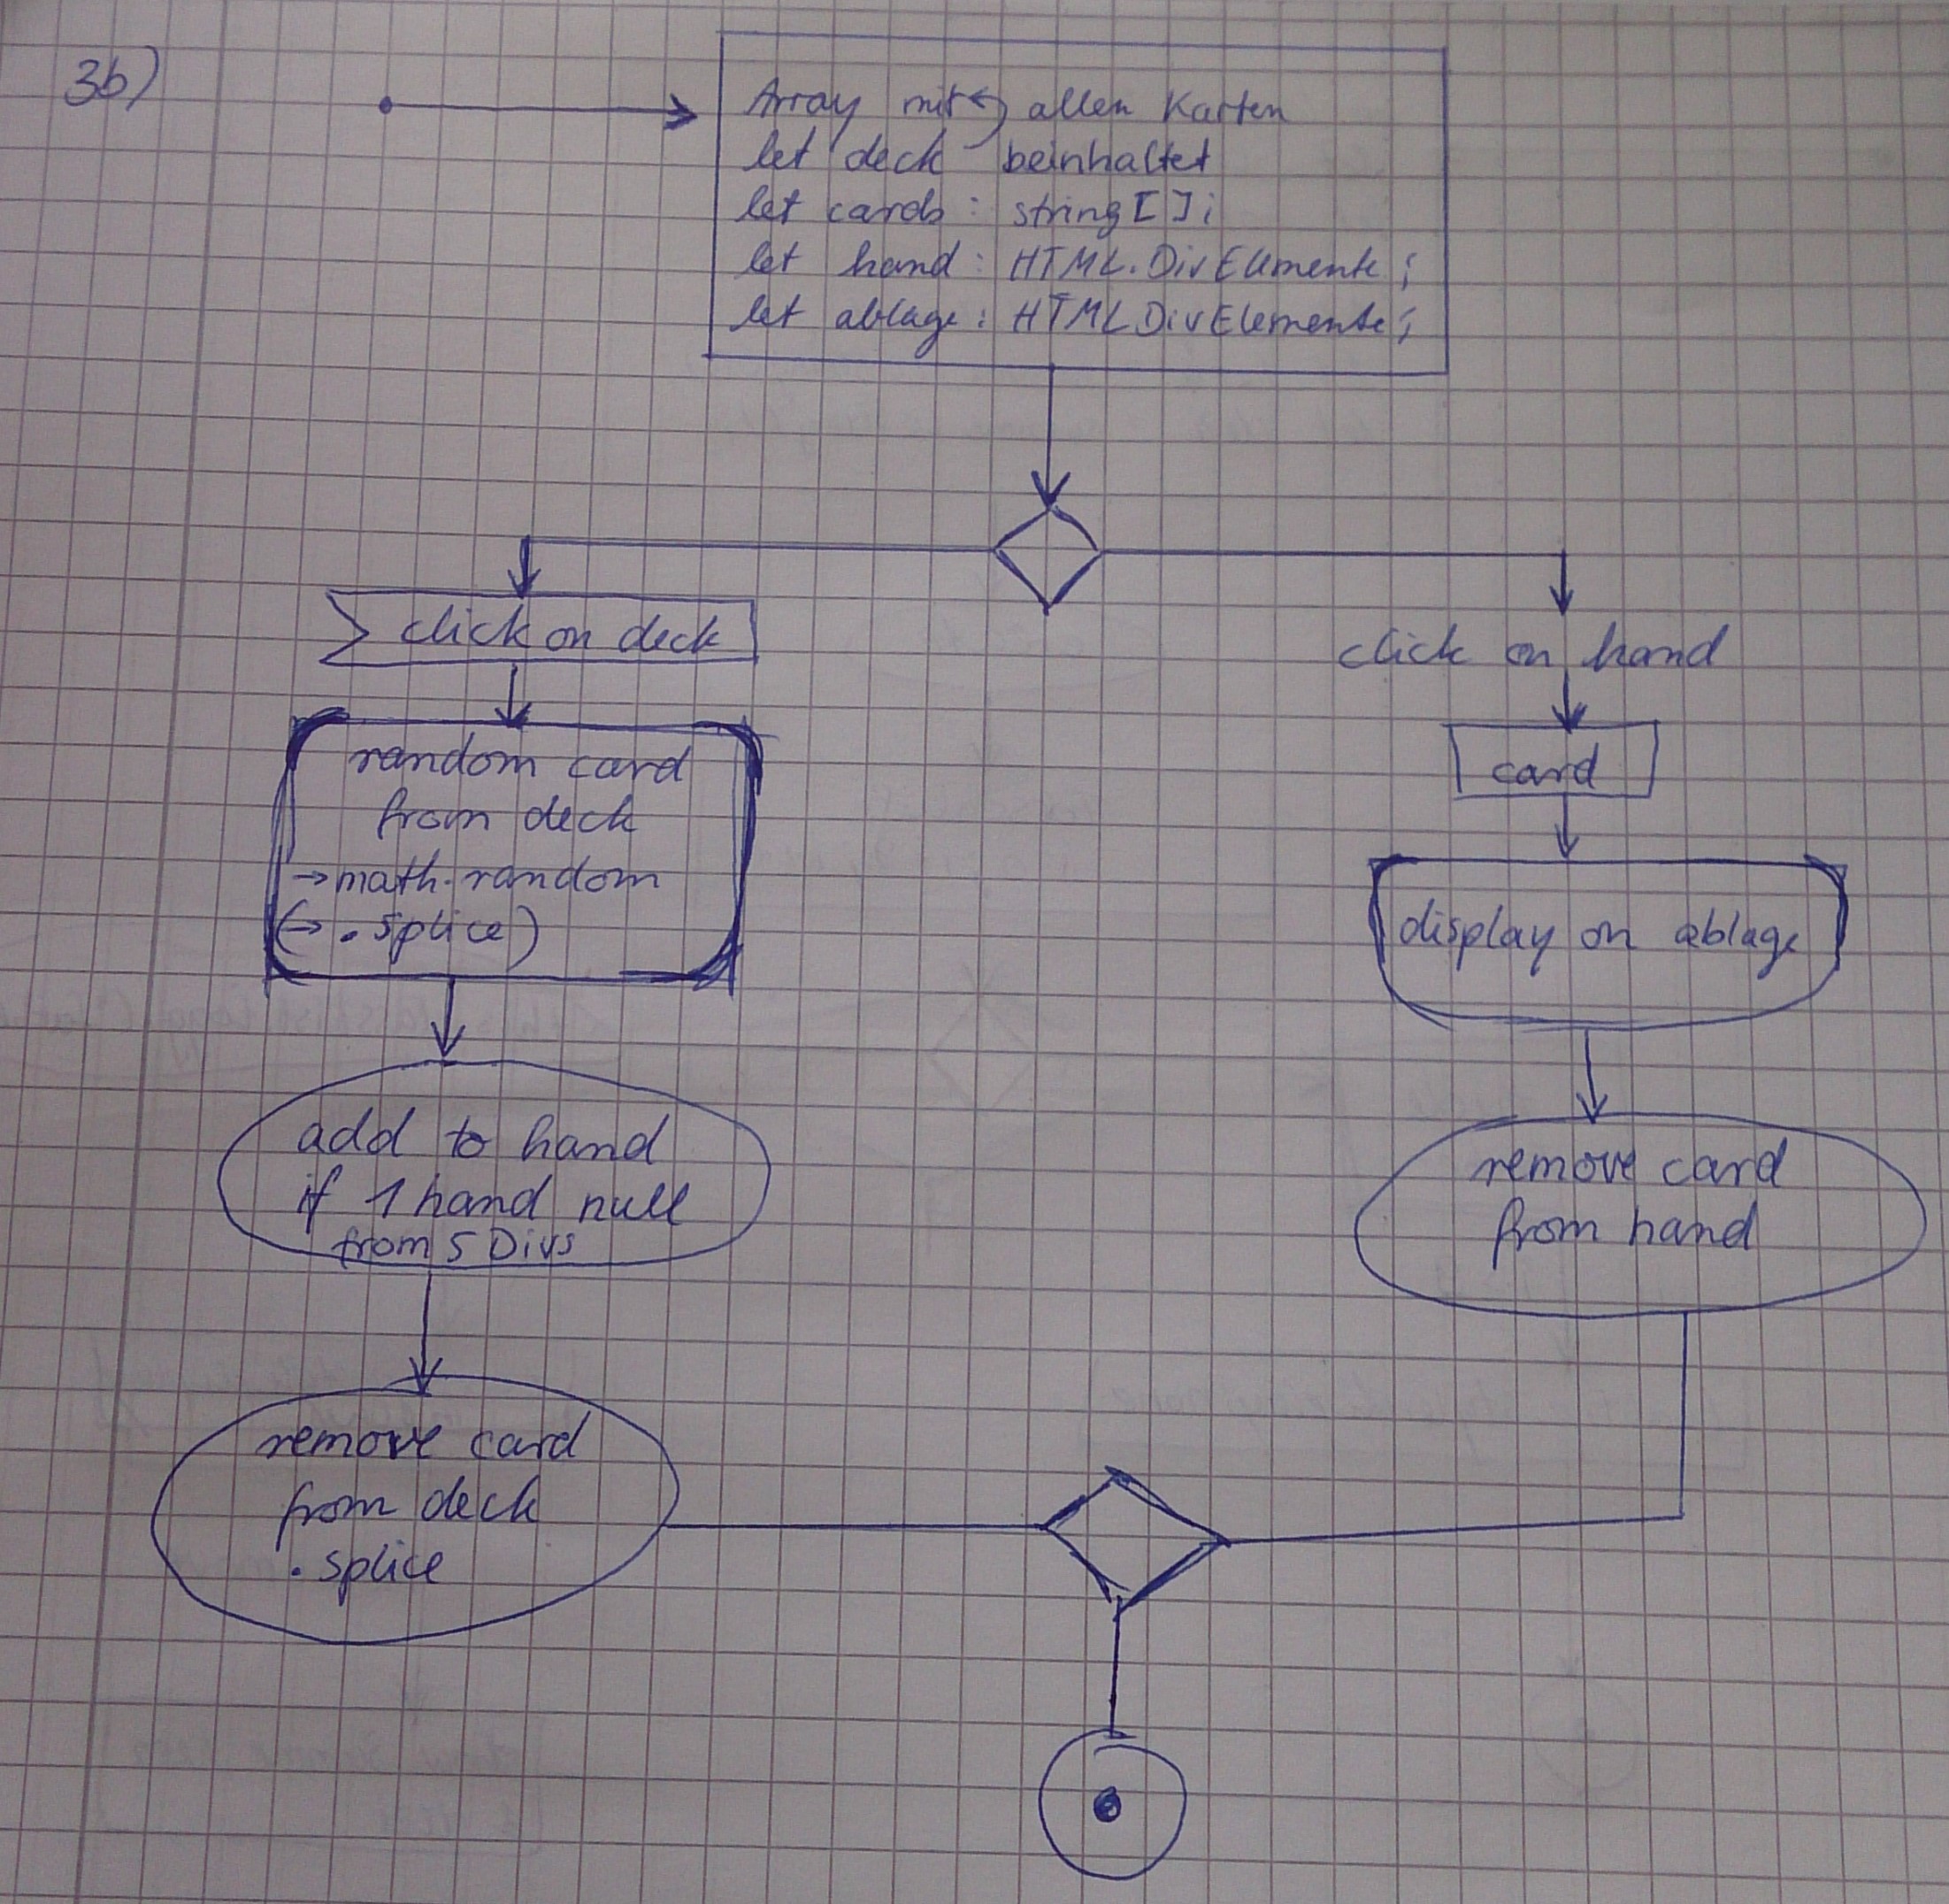 3b)
Array mit allen Karten
let deck beinhaltet
let cards : string[];
let hand : HTML.DivElemente;
let ablage : HTMLDivElemente;
click on deck
random card
from deck
→ math.random
(→ .splice)
add to hand
if 1 hand null
from 5 Divs
remove card
from deck
.splice
click on hand
card
display on ablage
remove card
from hand